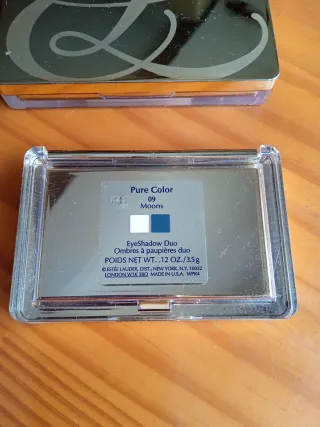 Pure Color
09
Moons
EyeShadow Duo
Ombres à paupières duo
POIDS NET WT. .12 OZ./3.5g
© ESTĒE LAUDER, DIST., NEW YORK, N.Y. 10022
LONDON W1K 3BQ MADE IN U.S.A.